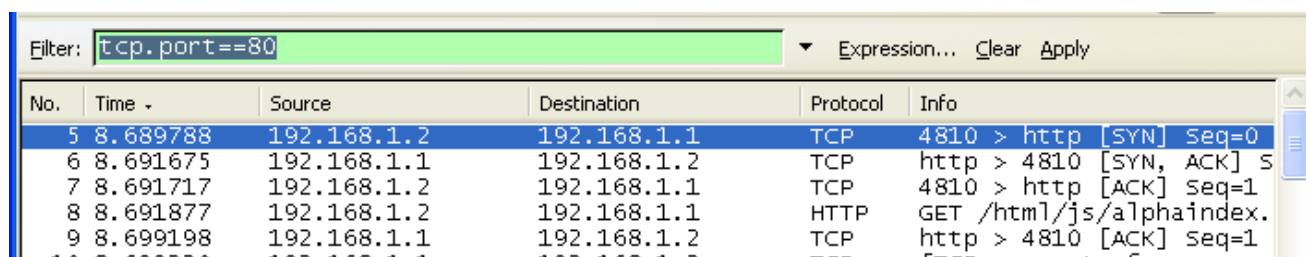 Filter: tcp.port==80 Expression... Clear Apply
No. Time Source Destination Protocol Info
5 8.689788 192.168.1.2 192.168.1.1 TCP 4810 > http [SYN] Seq=0
6 8.691675 192.168.1.1 192.168.1.2 TCP http > 4810 [SYN, ACK] S
7 8.691717 192.168.1.2 192.168.1.1 TCP 4810 > http [ACK] Seq=1
8 8.691877 192.168.1.2 192.168.1.1 HTTP GET /html/js/alphaindex.
9 8.699198 192.168.1.1 192.168.1.2 TCP http > 4810 [ACK] Seq=1